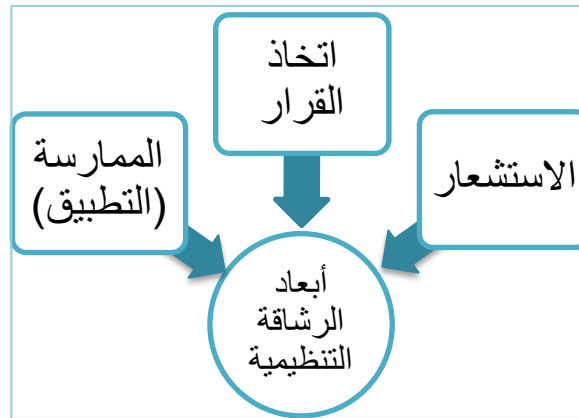 اتخاذ
القرار
الاستشعار
الممارسة
(التطبيق)
أبعاد
الرشاقة
التنظيمية